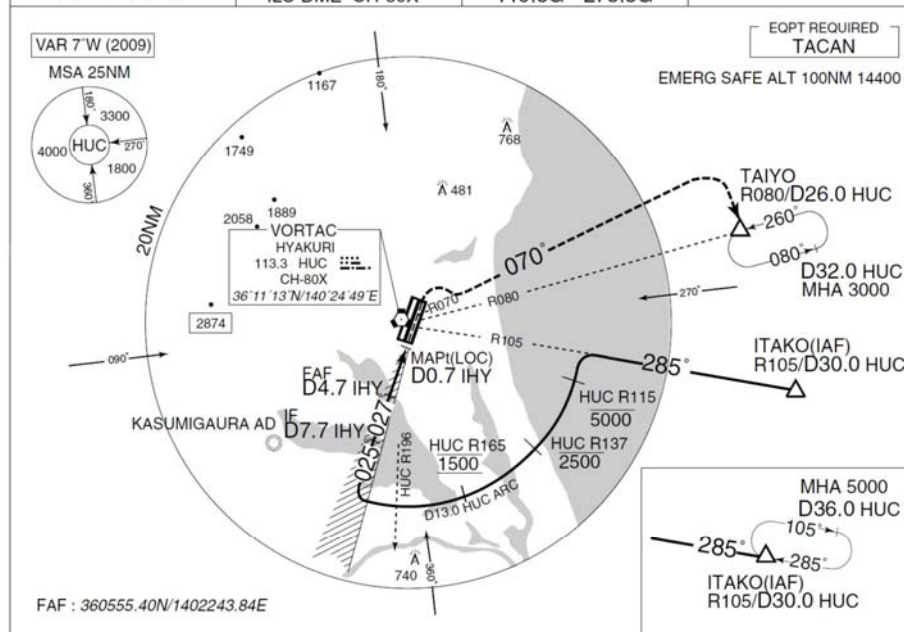 ILS DME CH-
VAR 7°W (2009)
MSA 25NM
180°
3300
HUC
270°
4000
1800
360°
EQPT REQUIRED
TACAN
EMERG SAFE ALT 100NM 14400
180°
1167
768
1749
481
20NM
1889
2058
VORTAC
HYAKURI
113.3 HUC
CH-80X
36°11'13"N/140°24'49"E
TAIYO
R080/D26.0 HUC
260°
080°
D32.0 HUC
MHA 3000
070°
R070
R080
270°
2874
R105
090°
MAPt(LOC)
D0.7 IHY
ITAKO(IAF)
R105/D30.0 HUC
285°
FAF
D4.7 IHY
HUC R115
5000
IF
D7.7 IHY
KASUMIGAURA AD
025°
027°
HUC R196
HUC R165
1500
HUC R137
2500
D13.0 HUC ARC
740
360°
MHA 5000
D36.0 HUC
105°
285°
285°
ITAKO(IAF)
R105/D30.0 HUC
FAF : 360555.40N/1402243.84E